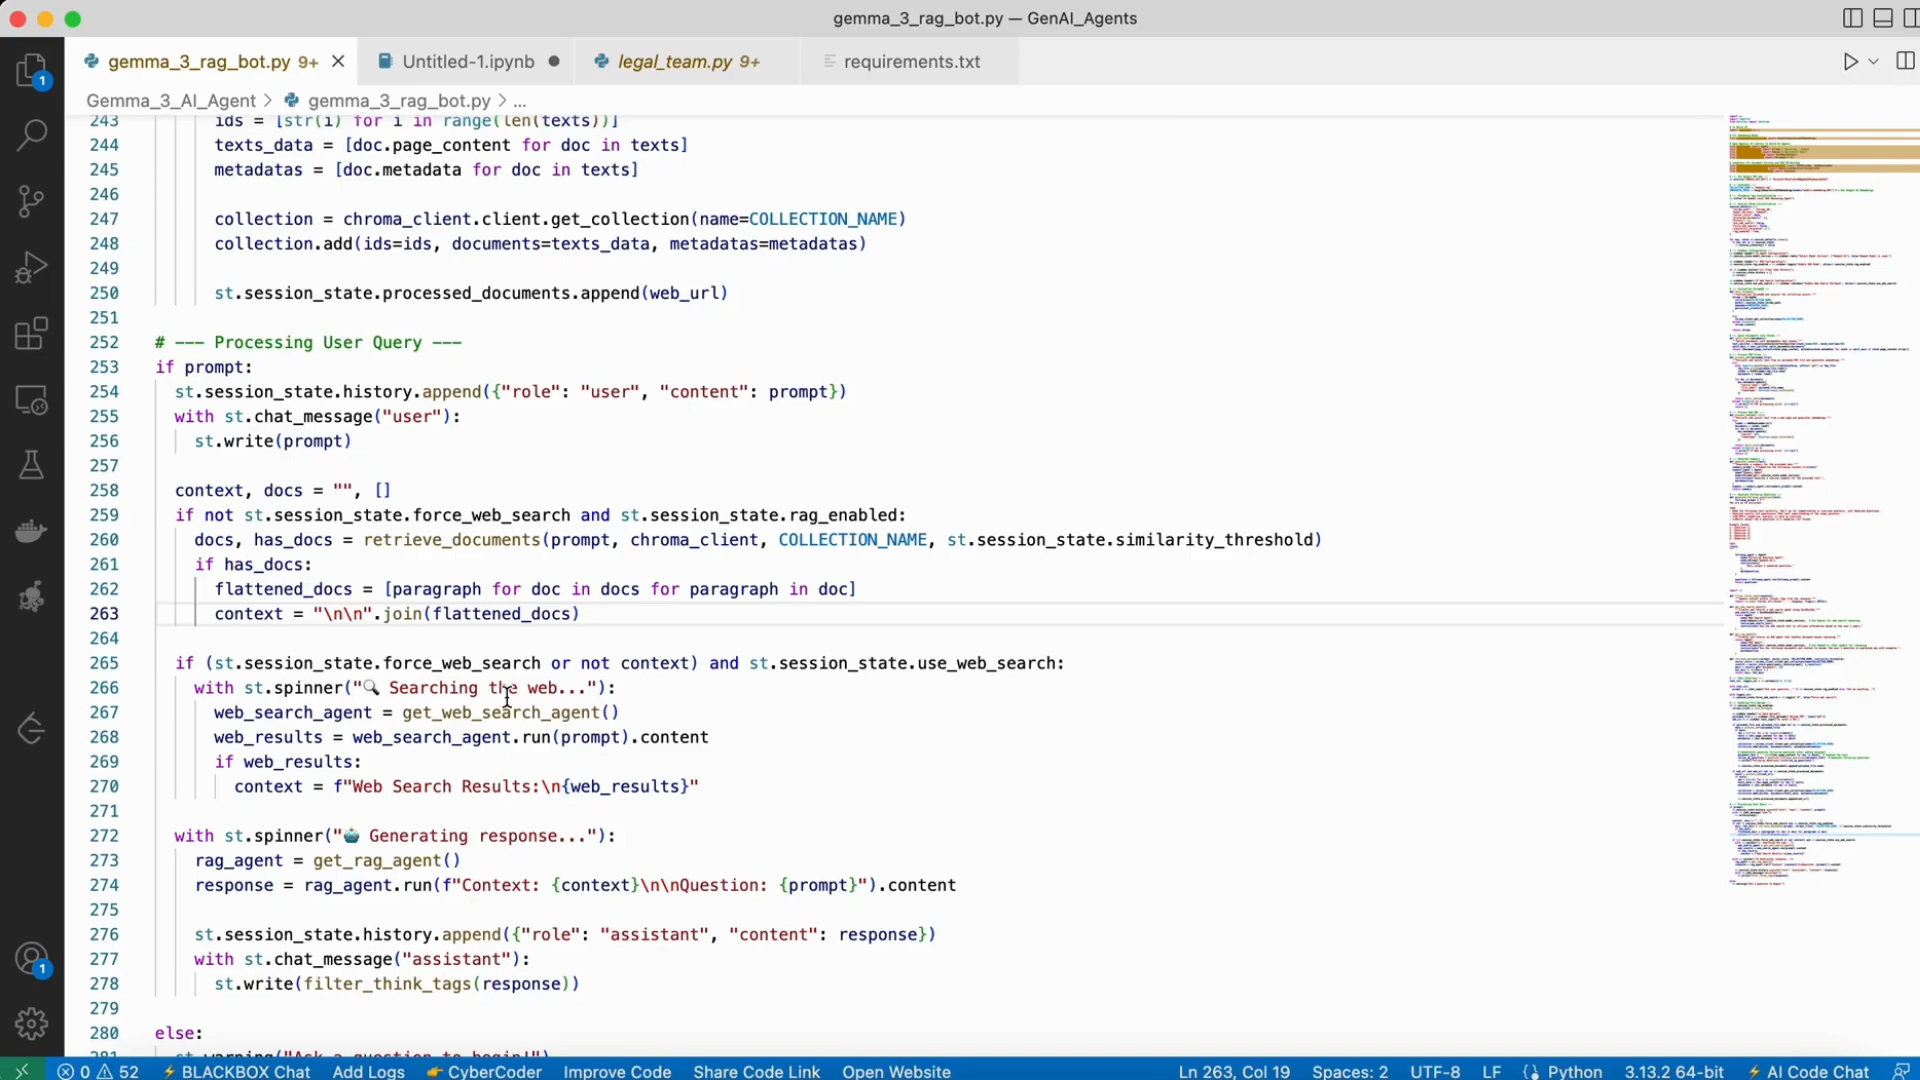 gemma_3_rag_bot.py — GenAI_Agents
gemma_3_rag_bot.py 9+
Untitled-1.ipynb
legal_team.py 9+
requirements.txt
Gemma_3_AI_Agent > gemma_3_rag_bot.py > ...
243 ids = [str(i) for i in range(len(texts))]
244 texts_data = [doc.page_content for doc in texts]
245 metadatas = [doc.metadata for doc in texts]
246
247 collection = chroma_client.client.get_collection(name=COLLECTION_NAME)
248 collection.add(ids=ids, documents=texts_data, metadatas=metadatas)
249
250 st.session_state.processed_documents.append(web_url)
251
252 # --- Processing User Query ---
253 if prompt:
254 st.session_state.history.append({"role": "user", "content": prompt})
255 with st.chat_message("user"):
256 st.write(prompt)
257
258 context, docs = "", []
259 if not st.session_state.force_web_search and st.session_state.rag_enabled:
260 docs, has_docs = retrieve_documents(prompt, chroma_client, COLLECTION_NAME, st.session_state.similarity_threshold)
261 if has_docs:
262 flattened_docs = [paragraph for doc in docs for paragraph in doc]
263 context = "\n\n".join(flattened_docs)
264
265 if (st.session_state.force_web_search or not context) and st.session_state.use_web_search:
266 with st.spinner("🔍 Searching the web..."):
267 web_search_agent = get_web_search_agent()
268 web_results = web_search_agent.run(prompt).content
269 if web_results:
270 context = f"Web Search Results:\n{web_results}"
271
272 with st.spinner("🤖 Generating response..."):
273 rag_agent = get_rag_agent()
274 response = rag_agent.run(f"Context: {context}\n\nQuestion: {prompt}").content
275
276 st.session_state.history.append({"role": "assistant", "content": response})
277 with st.chat_message("assistant"):
278 st.write(filter_think_tags(response))
279
280 else:
281 st.warning("Ask a question to begin!")
1
1
0 52 BLACKBOX Chat Add Logs 👉 CyberCoder Improve Code Share Code Link Open Website Ln 263, Col 19 Spaces: 2 UTF-8 LF Python 3.13.2 64-bit AI Code Chat